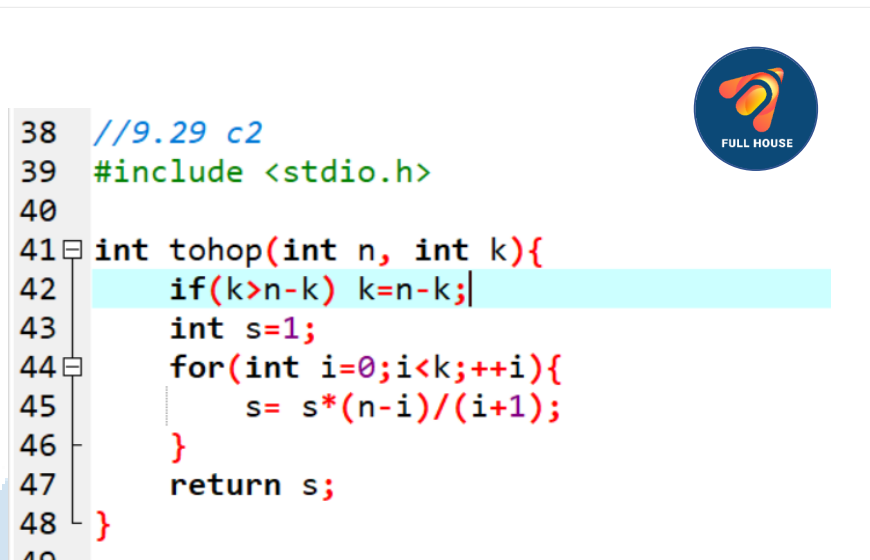 FULL HOUSE
38 //9.29 c2
39 #include <stdio.h>
40
41 int tohop(int n, int k){
42 if(k>n-k) k=n-k;
43 int s=1;
44 for(int i=0;i<k;++i){
45 s= s*(n-i)/(i+1);
46 }
47 return s;
48 }